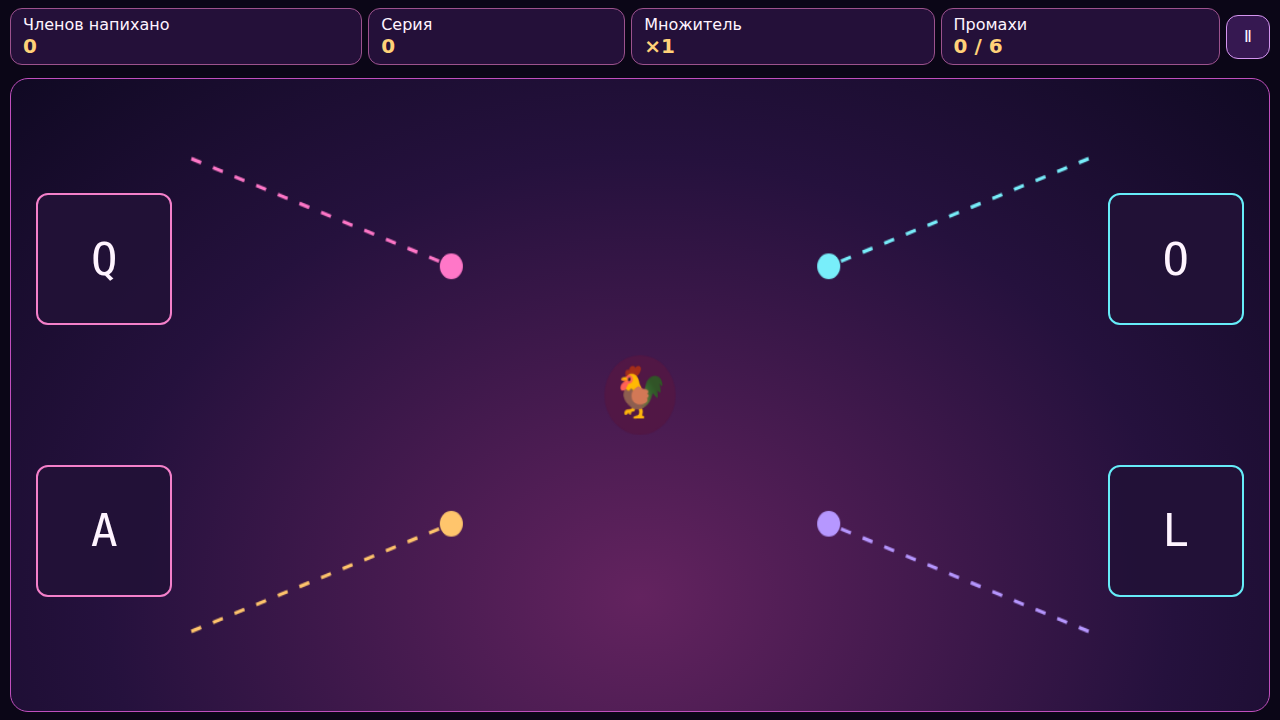 Членов напихано
0
Серия
0
Множитель
×1
Промахи
0 / 6
II
Q
O
A
L